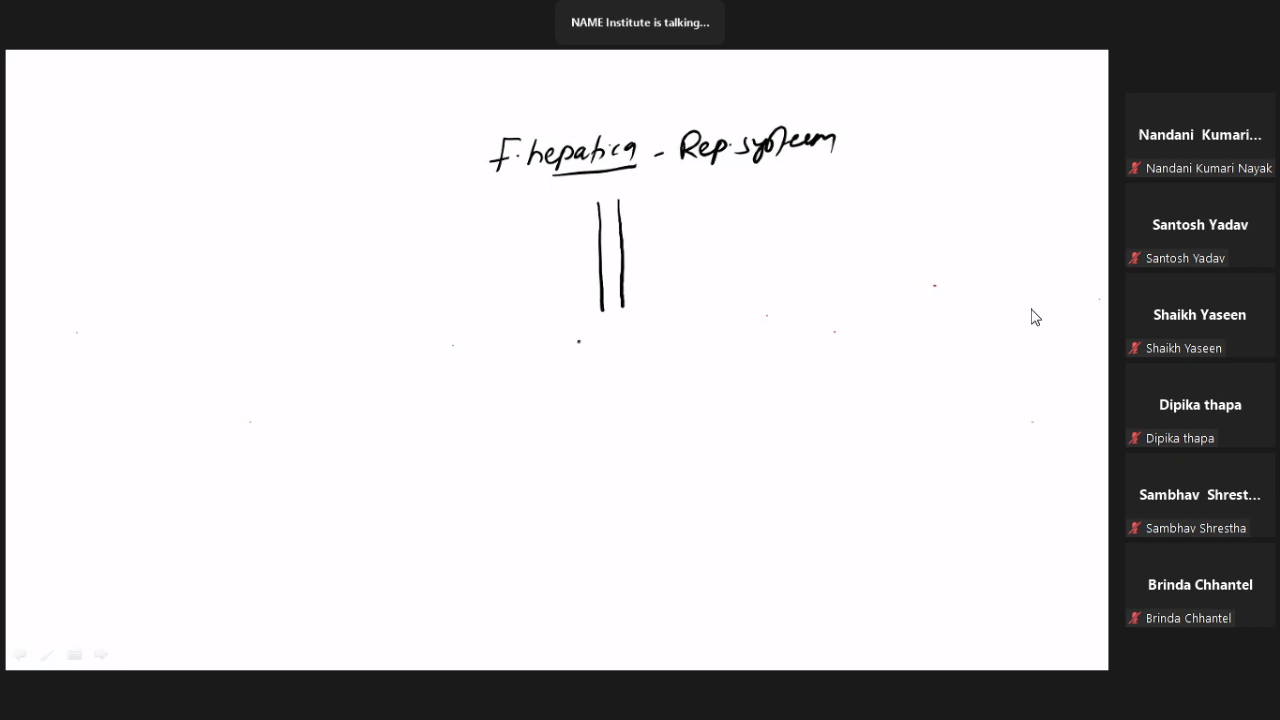 NAME Institute is talking...
F. hepatica - Rep. system
Nandani Kumari...
Nandani Kumari Nayak
Santosh Yadav
Santosh Yadav
Shaikh Yaseen
Shaikh Yaseen
Dipika thapa
Dipika thapa
Sambhav Shrest...
Sambhav Shrestha
Brinda Chhantel
Brinda Chhantel